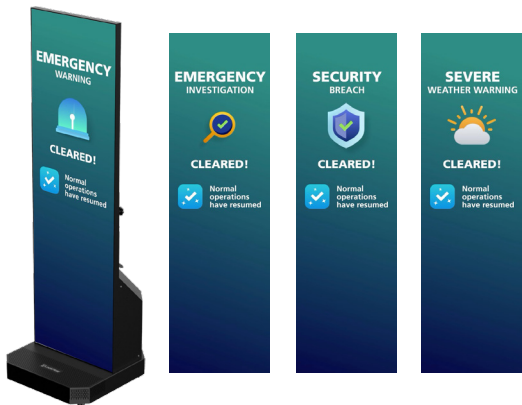 EMERGENCY
WARNING
CLEARED!
Normal
operations
have resumed
EMERGENCY
INVESTIGATION
CLEARED!
Normal
operations
have resumed
SECURITY
BREACH
CLEARED!
Normal
operations
have resumed
SEVERE
WEATHER WARNING
CLEARED!
Normal
operations
have resumed